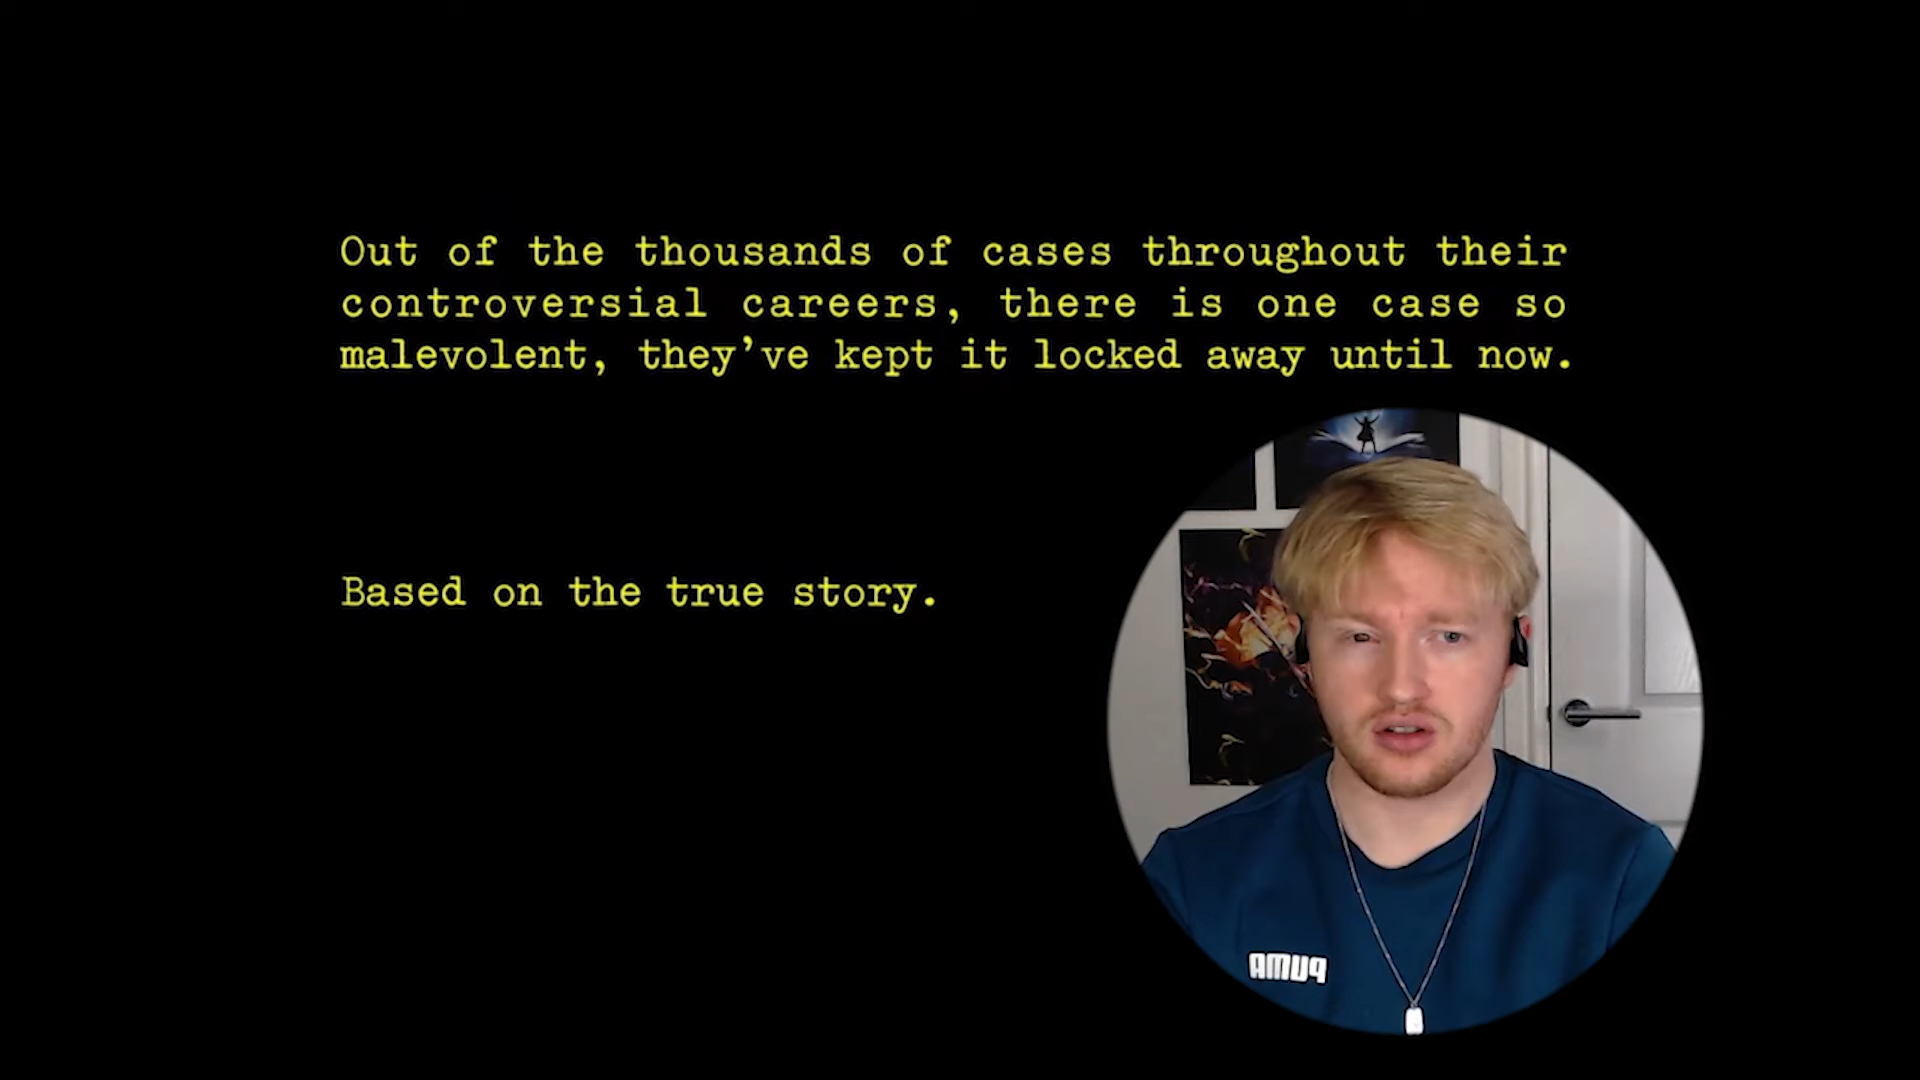 Out of the thousands of cases throughout their
controversial careers, there is one case so
malevolent, they've kept it locked away until now.
Based on the true story.
PUMA